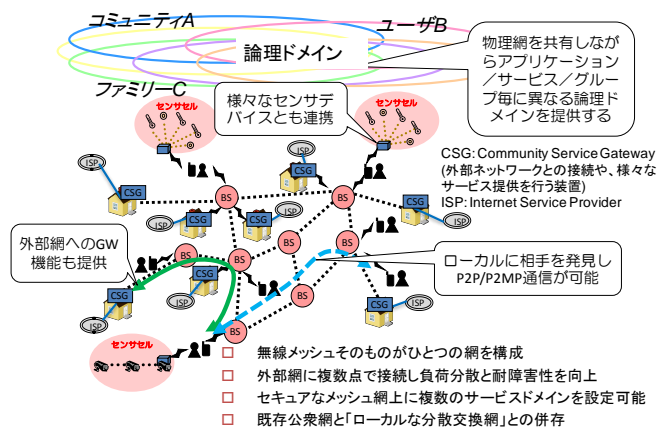 コミュニティA
ユーザB
論理ドメイン
ファミリーC
物理網を共有しなが
らアプリケーション
／サービス／グルー
プ毎に異なる論理ド
メインを提供する
センサセル
様々なセンサデ
バイスとも連携
センサセル
CSG: Community Service Gateway
(外部ネットワークとの接続や、様々な
サービス提供を行う装置)
ISP: Internet Service Provider
ISP
CSG
ISP
CSG
BS
BS
CSG
ISP
CSG
ISP
CSG
ISP
外部網へのGW
機能も提供
BS
BS
BS
BS
CSG
ISP
BS
ローカルに相手を発見し
P2P/P2MP通信が可能
CSG
ISP
CSG
ISP
BS
センサセル
□ 無線メッシュそのものがひとつの網を構成
□ 外部網に複数点で接続し負荷分散と耐障害性を向上
□ セキュアなメッシュ網上に複数のサービスドメインを設定可能
□ 既存公衆網と「ローカルな分散交換網」との併存